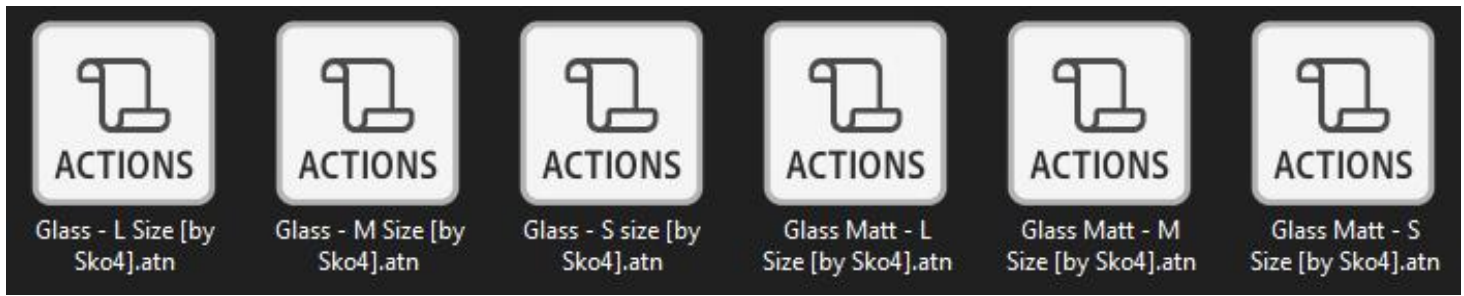 ACTIONS
Glass - L Size [by
Sko4].atn
ACTIONS
Glass - M Size [by
Sko4].atn
ACTIONS
Glass - S size [by
Sko4].atn
ACTIONS
Glass Matt - L
Size [by Sko4].atn
ACTIONS
Glass Matt - M
Size [by Sko4].atn
ACTIONS
Glass Matt - S
Size [by Sko4].atn